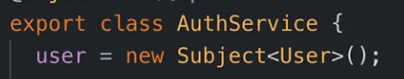 export class AuthService {
user = new Subject<User>();